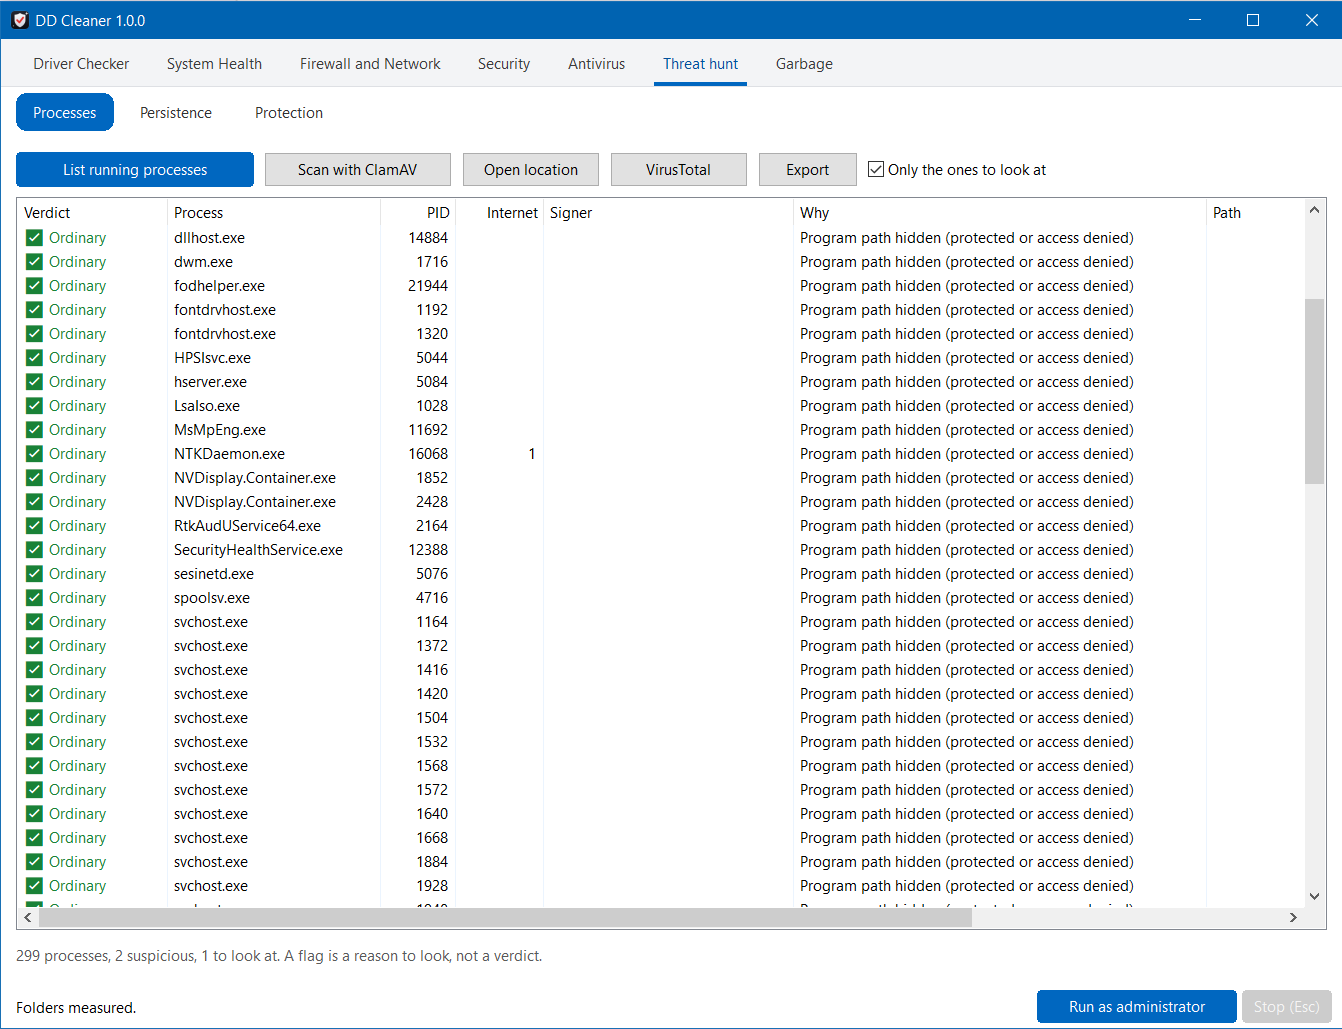 DD Cleaner 1.0.0
Driver Checker System Health Firewall and Network Security Antivirus Threat hunt Garbage
Processes Persistence Protection
List running processes Scan with ClamAV Open location VirusTotal Export Only the ones to look at
Verdict Process PID Internet Signer Why Path
Ordinary dllhost.exe 14884 Program path hidden (protected or access denied)
Ordinary dwm.exe 1716 Program path hidden (protected or access denied)
Ordinary fodhelper.exe 21944 Program path hidden (protected or access denied)
Ordinary fontdrvhost.exe 1192 Program path hidden (protected or access denied)
Ordinary fontdrvhost.exe 1320 Program path hidden (protected or access denied)
Ordinary HPSIsvc.exe 5044 Program path hidden (protected or access denied)
Ordinary hserver.exe 5084 Program path hidden (protected or access denied)
Ordinary LsaIso.exe 1028 Program path hidden (protected or access denied)
Ordinary MsMpEng.exe 11692 Program path hidden (protected or access denied)
Ordinary NTKDaemon.exe 16068 1 Program path hidden (protected or access denied)
Ordinary NVDisplay.Container.exe 1852 Program path hidden (protected or access denied)
Ordinary NVDisplay.Container.exe 2428 Program path hidden (protected or access denied)
Ordinary RtkAudUService64.exe 2164 Program path hidden (protected or access denied)
Ordinary SecurityHealthService.exe 12388 Program path hidden (protected or access denied)
Ordinary sesinetd.exe 5076 Program path hidden (protected or access denied)
Ordinary spoolsv.exe 4716 Program path hidden (protected or access denied)
Ordinary svchost.exe 1164 Program path hidden (protected or access denied)
Ordinary svchost.exe 1372 Program path hidden (protected or access denied)
Ordinary svchost.exe 1416 Program path hidden (protected or access denied)
Ordinary svchost.exe 1420 Program path hidden (protected or access denied)
Ordinary svchost.exe 1504 Program path hidden (protected or access denied)
Ordinary svchost.exe 1532 Program path hidden (protected or access denied)
Ordinary svchost.exe 1568 Program path hidden (protected or access denied)
Ordinary svchost.exe 1572 Program path hidden (protected or access denied)
Ordinary svchost.exe 1640 Program path hidden (protected or access denied)
Ordinary svchost.exe 1668 Program path hidden (protected or access denied)
Ordinary svchost.exe 1884 Program path hidden (protected or access denied)
Ordinary svchost.exe 1928 Program path hidden (protected or access denied)
299 processes, 2 suspicious, 1 to look at. A flag is a reason to look, not a verdict.
Folders measured. Run as administrator Stop (Esc)